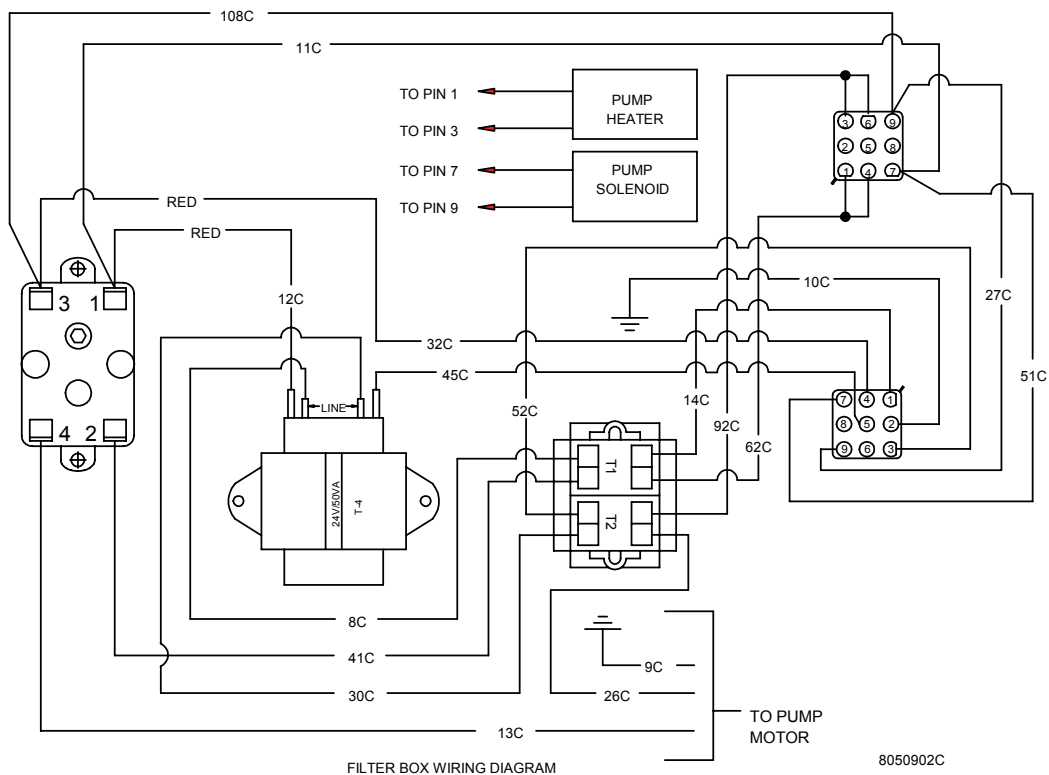 108C
11C
TO PIN 1
TO PIN 3
PUMP
HEATER
TO PIN 7
TO PIN 9
PUMP
SOLENOID
3 6 9
2 5 8
1 4 7
RED
RED
3 1
4 2
12C
10C
27C
32C
45C
51C
LINE
52C
14C
92C
62C
7 4 1
8 5 2
9 6 3
24V/50VA
T-4
T1
T2
8C
41C
30C
9C
26C
13C
TO PUMP
MOTOR
FILTER BOX WIRING DIAGRAM
8050902C